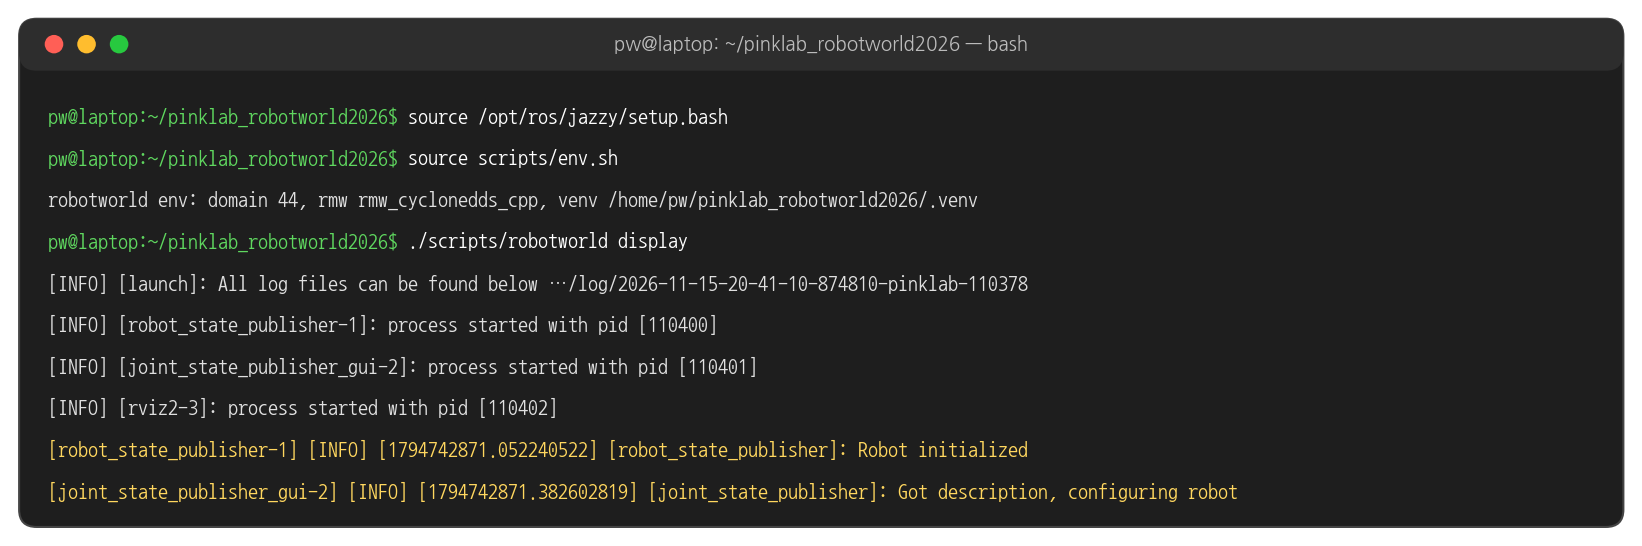 pw@laptop: ~/pinklab_robotworld2026 — bash
pw@laptop:~/pinklab_robotworld2026$ source /opt/ros/jazzy/setup.bash
pw@laptop:~/pinklab_robotworld2026$ source scripts/env.sh
robotworld env: domain 44, rmw rmw_cyclonedds_cpp, venv /home/pw/pinklab_robotworld2026/.venv
pw@laptop:~/pinklab_robotworld2026$ ./scripts/robotworld display
[INFO] [launch]: All log files can be found below …/log/2026-11-15-20-41-10-874810-pinklab-110378
[INFO] [robot_state_publisher-1]: process started with pid [110400]
[INFO] [joint_state_publisher_gui-2]: process started with pid [110401]
[INFO] [rviz2-3]: process started with pid [110402]
[robot_state_publisher-1] [INFO] [1794742871.052240522] [robot_state_publisher]: Robot initialized
[joint_state_publisher_gui-2] [INFO] [1794742871.382602819] [joint_state_publisher]: Got description, configuring robot